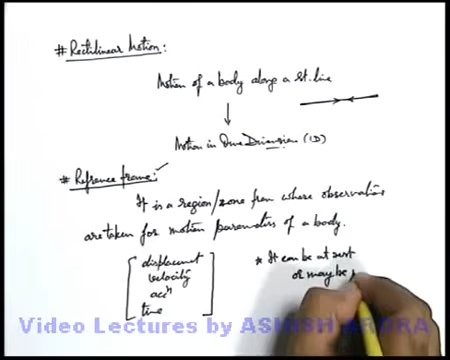 # Rectilinear Motion:
Motion of a body along a st. line
Motion in One Dimension (1D)
# Refrence frame:
It is a region/zone from where observations
are taken for motion parameters of a body.
displacement
velocity
accn
time
* It can be at rest
or may be
Video Lectures by ASHISH ARORA